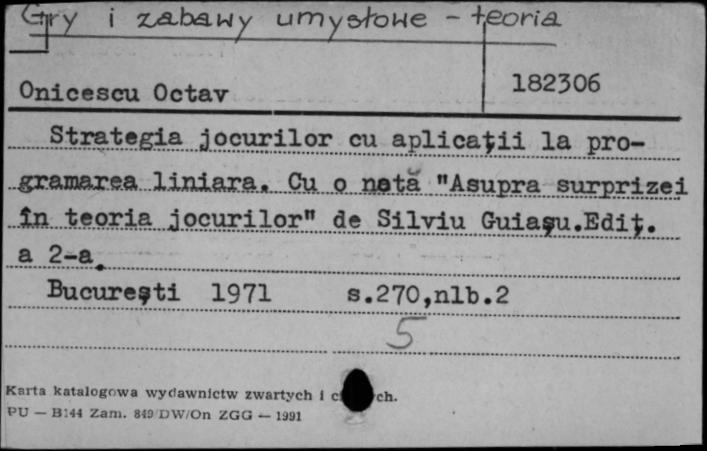 Gry i zabawy umysłowe - teoria
Onicescu Octav
182306
Strategia jocurilor cu aplicaţii la pro-
gramarea liniara. Cu o notă "Asupra surprizei
în teoria jocurilor" de Silviu Guiaşu.Ediţ.
a 2-a.
Bucureşti 1971 s.270,nlb.2
5
Karta katalogowa wydawnictw zwartych i ch.
PU — B144 Zam. 849/DW/On ZGG — 1991